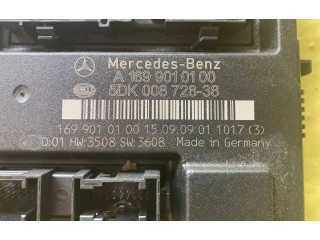 Mercedes-Benz
A 169 901 01 00
5DK 008 728-38
169 901 01 00 15 09 09 01 1017 (3)
Q:01 HW:3508 SW:3608 Made in Germany